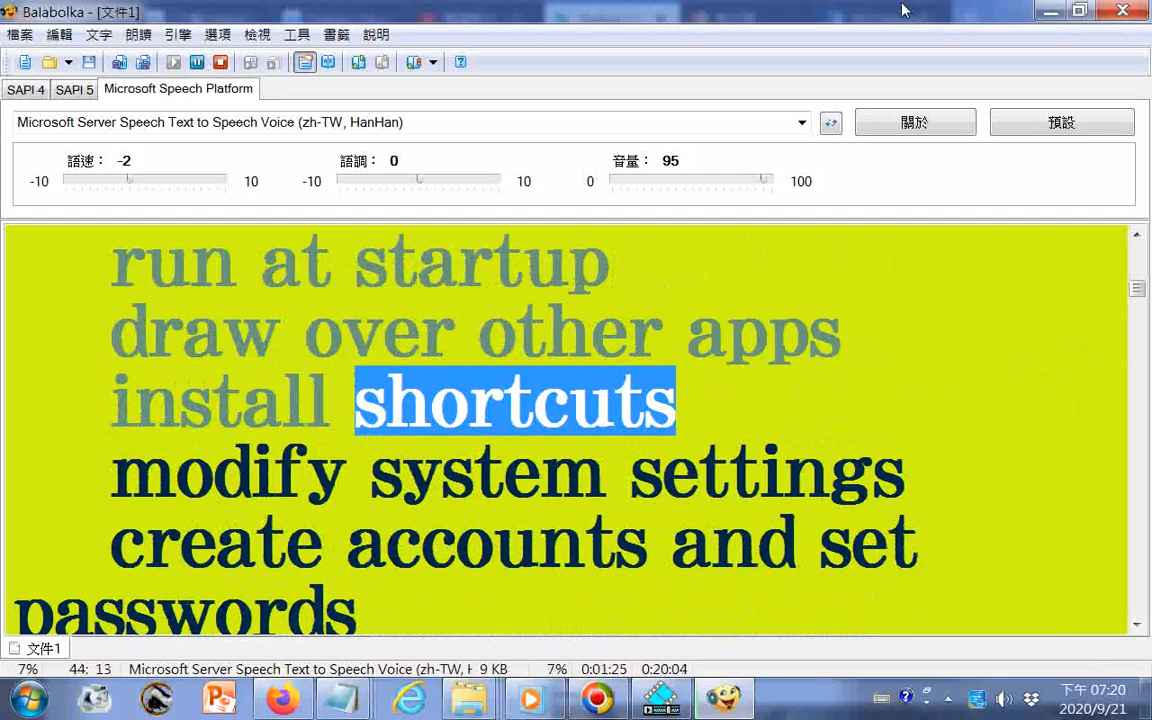 Balabolka - [文件1]
檔案 編輯 文字 朗讀 引擎 選項 檢視 工具 書籤 說明
SAPI 4 SAPI 5 Microsoft Speech Platform
Microsoft Server Speech Text to Speech Voice (zh-TW, HanHan) 關於 預設
語速： -2 語調： 0 音量： 95
-10 10 -10 10 0 100
run at startup
draw over other apps
install shortcuts
modify system settings
create accounts and set
passwords
文件1
7% 44: 13 Microsoft Server Speech Text to Speech Voice (zh-TW, H 9 KB 7% 0:01:25 0:20:04
下午 07:20
2020/9/21